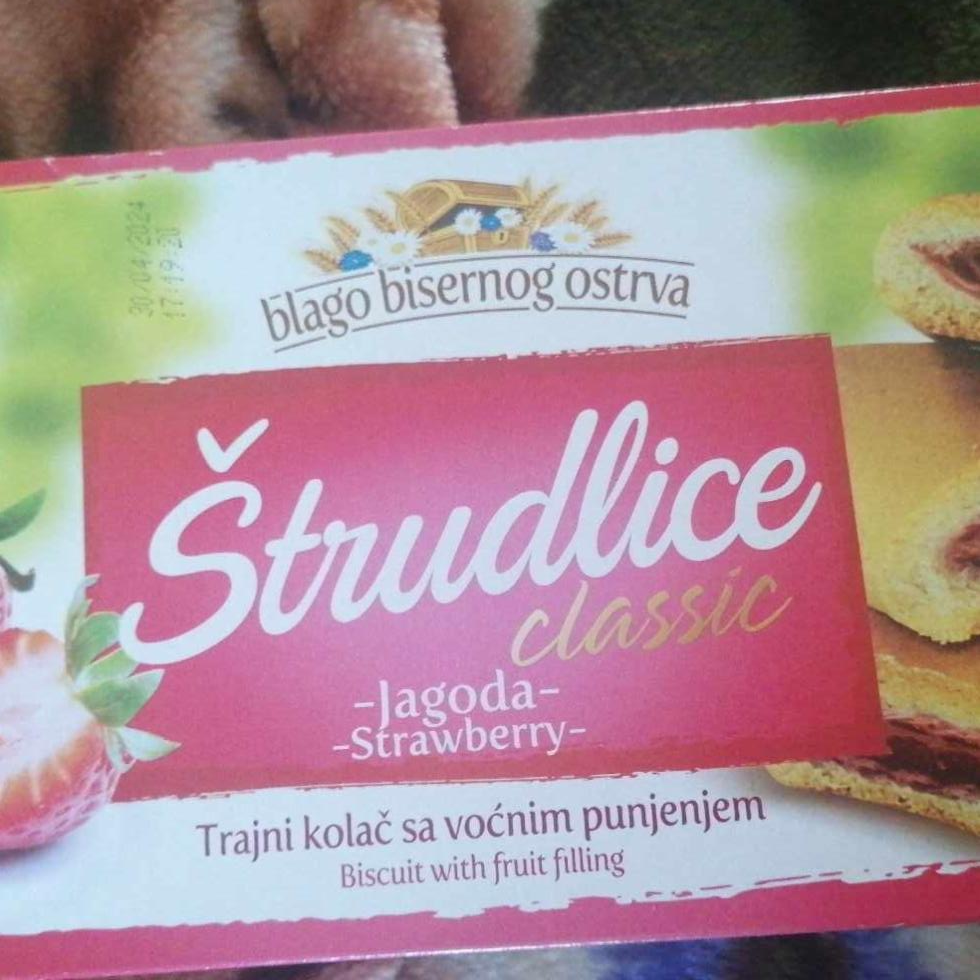 30/04/2024
17:19:20
blago bisernog ostrva
Štrudlice
classic
-Jagoda-
-Strawberry-
Trajni kolač sa voćnim punjenjem
Biscuit with fruit filling